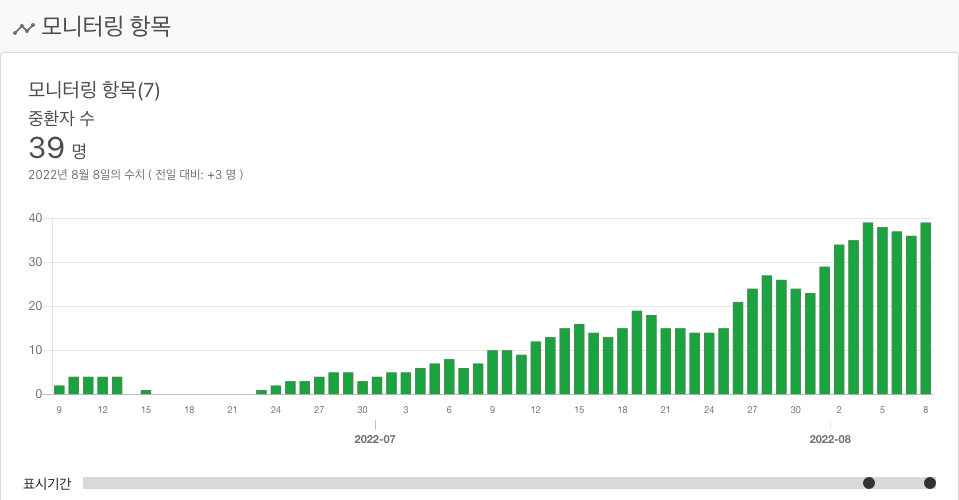 모니터링 항목
모니터링 항목(7)
중환자 수
39 명
2022년 8월 8일의 수치 ( 전일 대비: +3 명 )
40
30
20
10
0
9 12 15 18 21 24 27 30 3 6 9 12 15 18 21 24 27 30 2 5 8
2022-07 2022-08
표시기간